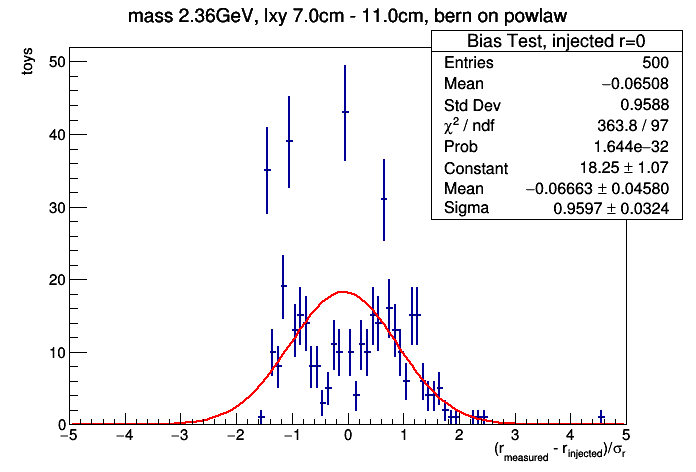 mass 2.36GeV, lxy 7.0cm - 11.0cm, bern on powlaw
Bias Test, injected r=0
Entries 500
Mean −0.06508
Std Dev 0.9588
χ² / ndf 363.8 / 97
Prob 1.644e−32
Constant 18.25 ± 1.07
Mean −0.06663 ± 0.04580
Sigma 0.9597 ± 0.0324
toys
50
40
30
20
10
0
−5 −4 −3 −2 −1 0 1 2 3 4 5
(r_measured - r_injected)/σ_r